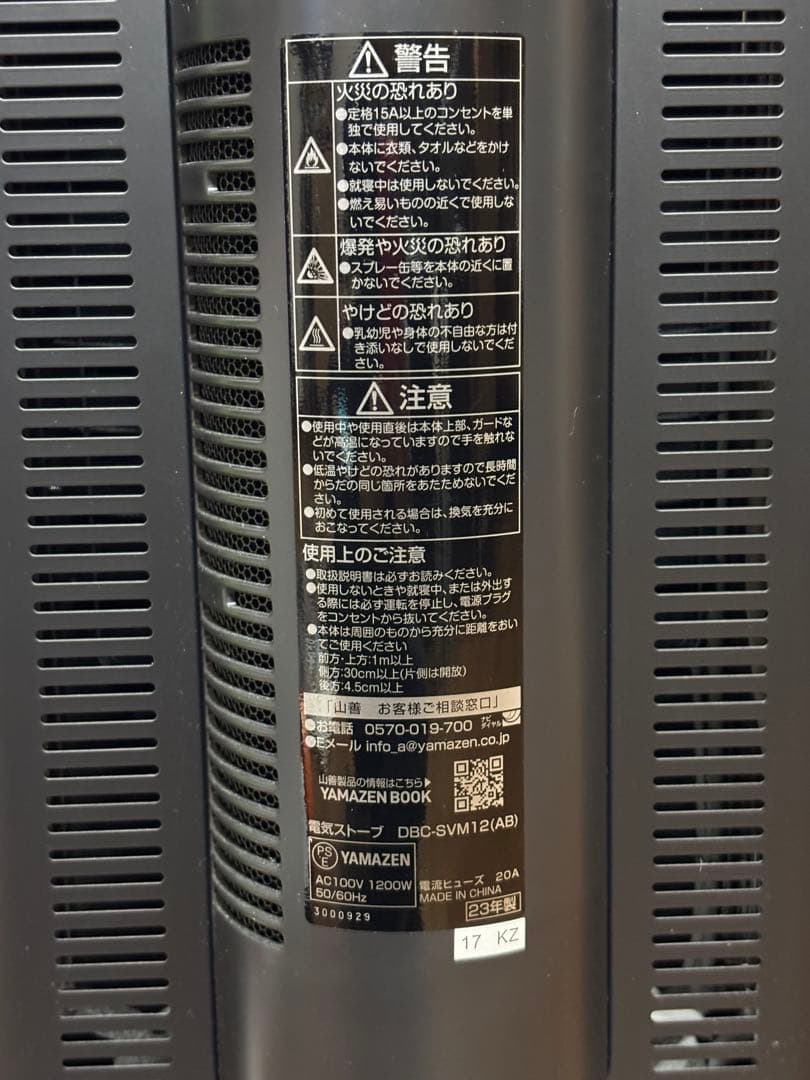 警告
火災の恐れあり
●定格15A以上のコンセントを単
独で使用してください。
●本体に衣類、タオルなどをかけ
ないでください。
●就寝中は使用しないでください。
●燃え易いものの近くで使用しな
いでください。
爆発や火災の恐れあり
●スプレー缶等を本体の近くに置
かないでください。
やけどの恐れあり
●乳幼児や身体の不自由な方は付
き添いなしで使用しないでくだ
さい。
注意
●使用中や使用直後は本体上部、ガードな
どが高温になっていますので手を触れな
いでください。
●低温やけどの恐れがありますので長時間
からだの同じ箇所をあたためないでくだ
さい。
●初めて使用される場合は、換気を充分に
おこなってください。
使用上のご注意
●取扱説明書は必ずお読みください。
●使用しないときや就寝中、または外出す
る際には必ず運転を停止し、電源プラグ
をコンセントから抜いてください。
●本体は周囲のものから充分に距離をおい
てご使用ください
前方・上方:1m以上
側方:30cm以上(片側は開放)
後方:4.5cm以上
「山善 お客様ご相談窓口」
●お電話 0570-019-700 ナビダイヤル
●Eメール info_a@yamazen.co.jp
山善製品の情報はこちら▶
YAMAZEN BOOK
電気ストーブ DBC-SVM12(AB)
PSE YAMAZEN
AC100V 1200W
50/60Hz
電流ヒューズ 20A
MADE IN CHINA
3000929
23年製
17 KZ